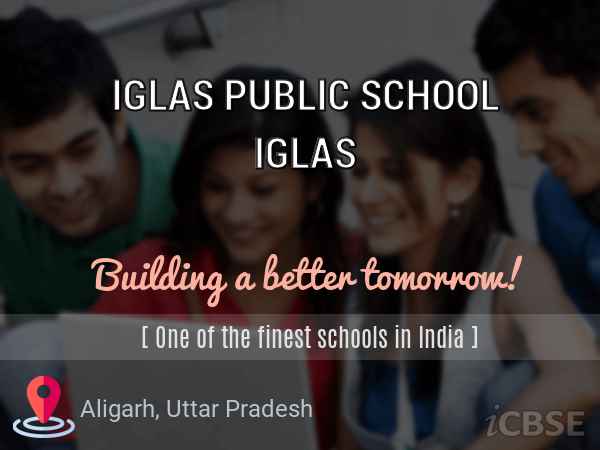 IGLAS PUBLIC SCHOOL
IGLAS
Building a better tomorrow!
[ One of the finest schools in India ]
Aligarh, Uttar Pradesh
iCBSE